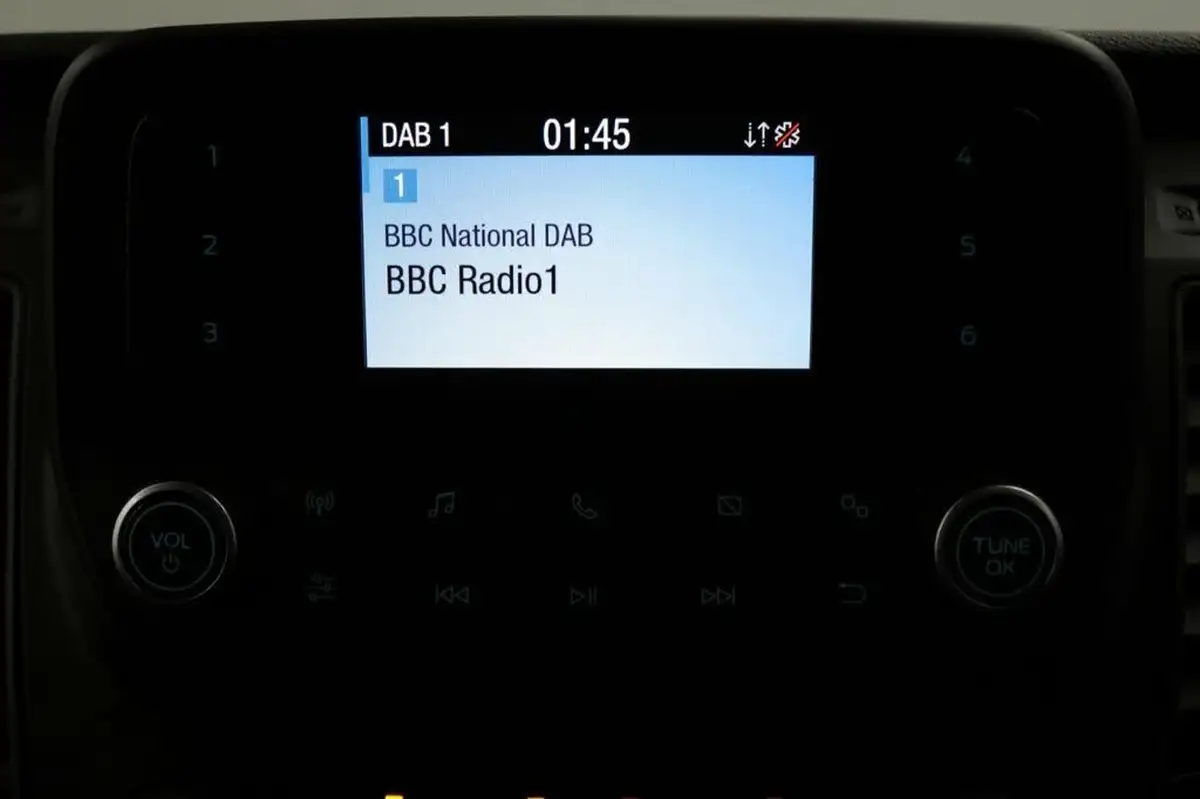 DAB 1 01:45
1
BBC National DAB
BBC Radio1
1
2
3
4
5
6
VOL
TUNE
OK